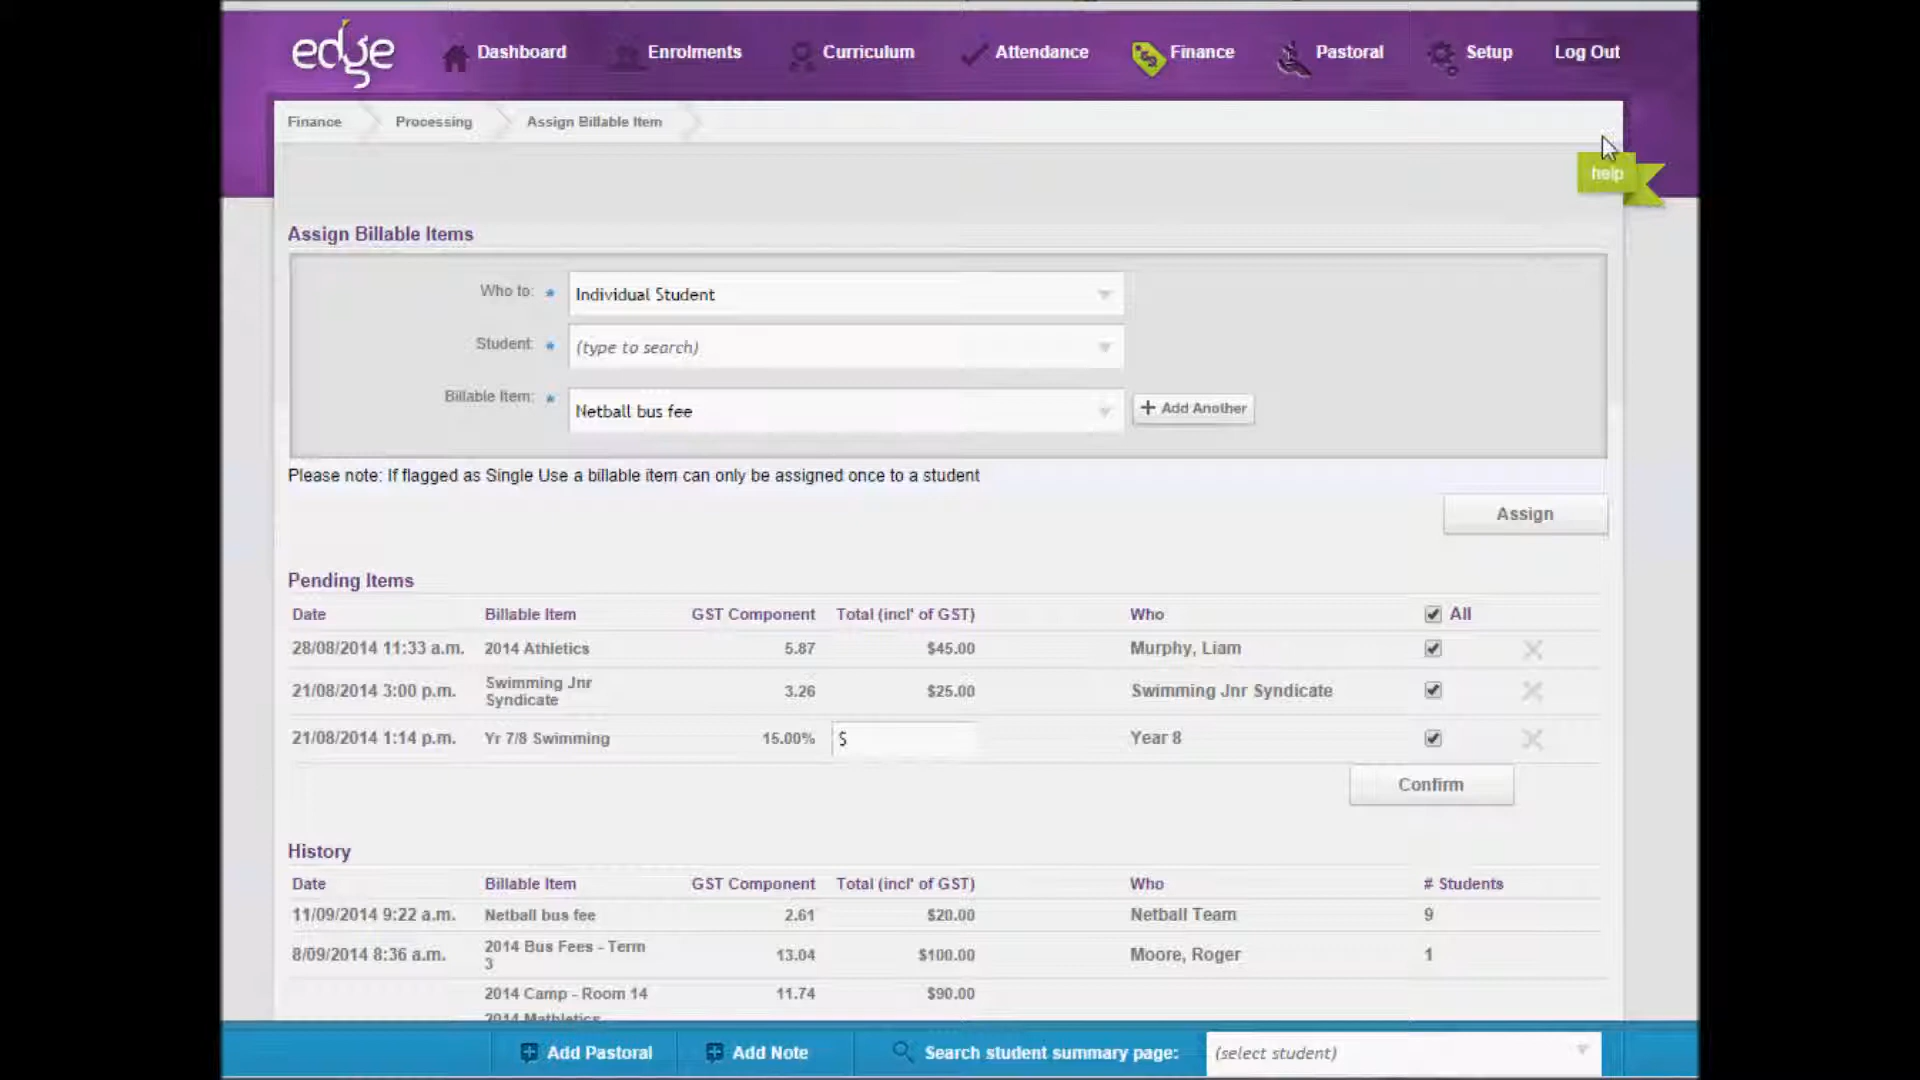 edge Dashboard Enrolments Curriculum Attendance Finance Pastoral Setup Log Out
Finance Processing Assign Billable Item
help
Assign Billable Items
Who to: * Individual Student
Student: * (type to search)
Billable Item: * Netball bus fee + Add Another
Please note: If flagged as Single Use a billable item can only be assigned once to a student
Assign
Pending Items
Date Billable Item GST Component Total (incl' of GST) Who All
28/08/2014 11:33 a.m. 2014 Athletics 5.87 $45.00 Murphy, Liam
21/08/2014 3:00 p.m. Swimming Jnr Syndicate 3.26 $25.00 Swimming Jnr Syndicate
21/08/2014 1:14 p.m. Yr 7/8 Swimming 15.00% $ Year 8
Confirm
History
Date Billable Item GST Component Total (incl' of GST) Who # Students
11/09/2014 9:22 a.m. Netball bus fee 2.61 $20.00 Netball Team 9
8/09/2014 8:36 a.m. 2014 Bus Fees - Term 3 13.04 $100.00 Moore, Roger 1
2014 Camp - Room 14 11.74 $90.00
2014 Mathletics
Add Pastoral Add Note Search student summary page: (select student)